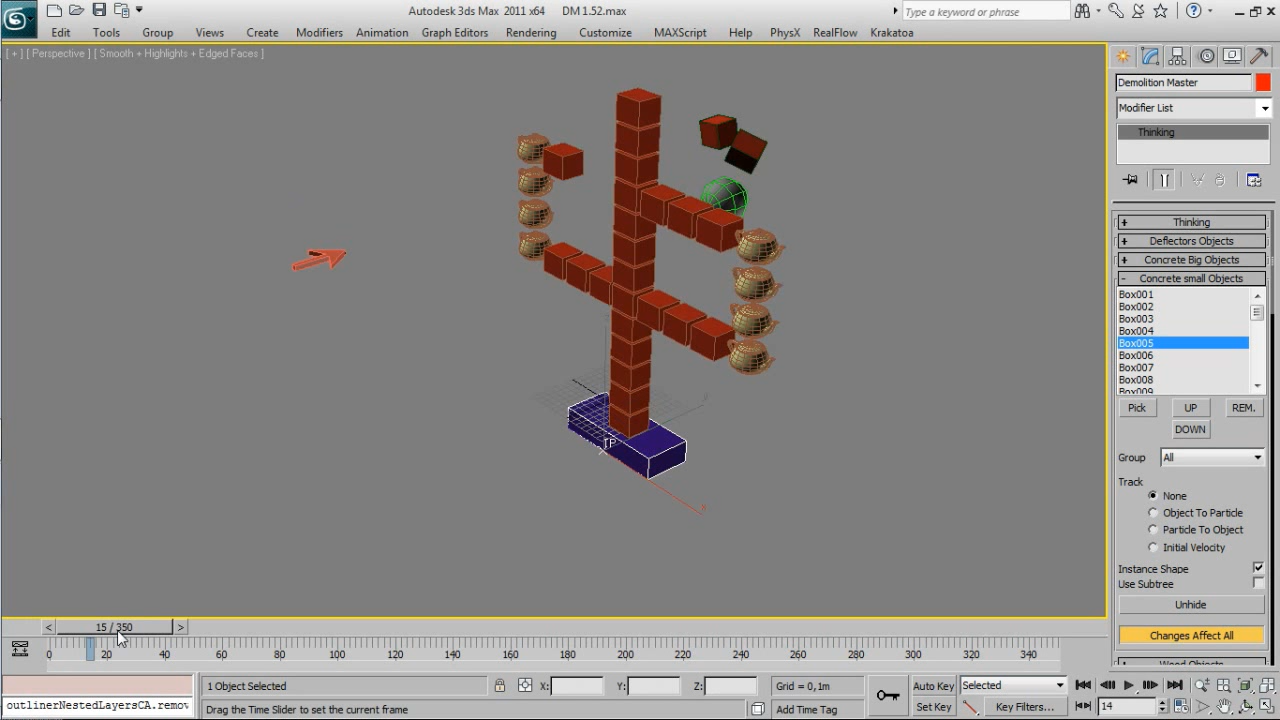 Autodesk 3ds Max 2011 x64 DM 1.52.max
Type a keyword or phrase
Edit Tools Group Views Create Modifiers Animation Graph Editors Rendering Customize MAXScript Help PhysX RealFlow Krakatoa
[ + ] [ Perspective ] [ Smooth + Highlights + Edged Faces ]
Demolition Master
Modifier List
Thinking
+ Thinking
+ Deflectors Objects
+ Concrete Big Objects
- Concrete small Objects
Box001
Box002
Box003
Box004
Box005
Box006
Box007
Box008
Box009
Pick UP REM.
DOWN
Group All
Track
None
Object To Particle
Particle To Object
Initial Velocity
Instance Shape
Use Subtree
Unhide
Changes Affect All
Wood Objects
TP
x
< 15 / 350 >
0 20 40 60 80 100 120 140 160 180 200 220 240 260 280 300 320 340
1 Object Selected X: Y: Z: Grid = 0,1m Auto Key Selected
outlinerNestedLayersCA.remov Drag the Time Slider to set the current frame Add Time Tag Set Key Key Filters... 14